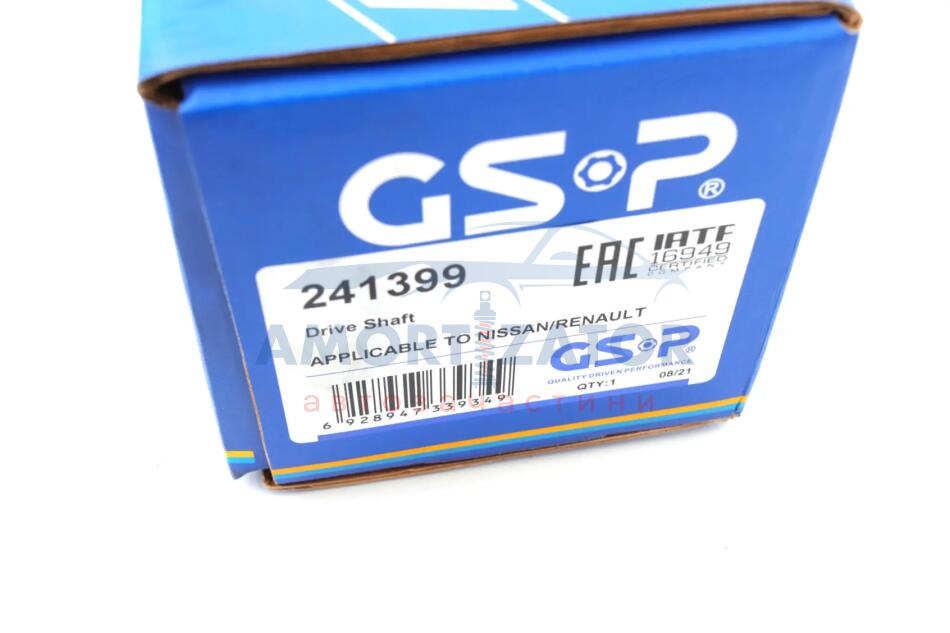 GSP®
241399
Drive Shaft
APPLICABLE TO NISSAN/RENAULT
EAC
IATF
16949
CERTIFIED
COMPANY
GSP®
QUALITY DRIVEN PERFORMANCE
QTY:1 08/21
6 928947 339349
AMORTIZATOR
автозапчастини